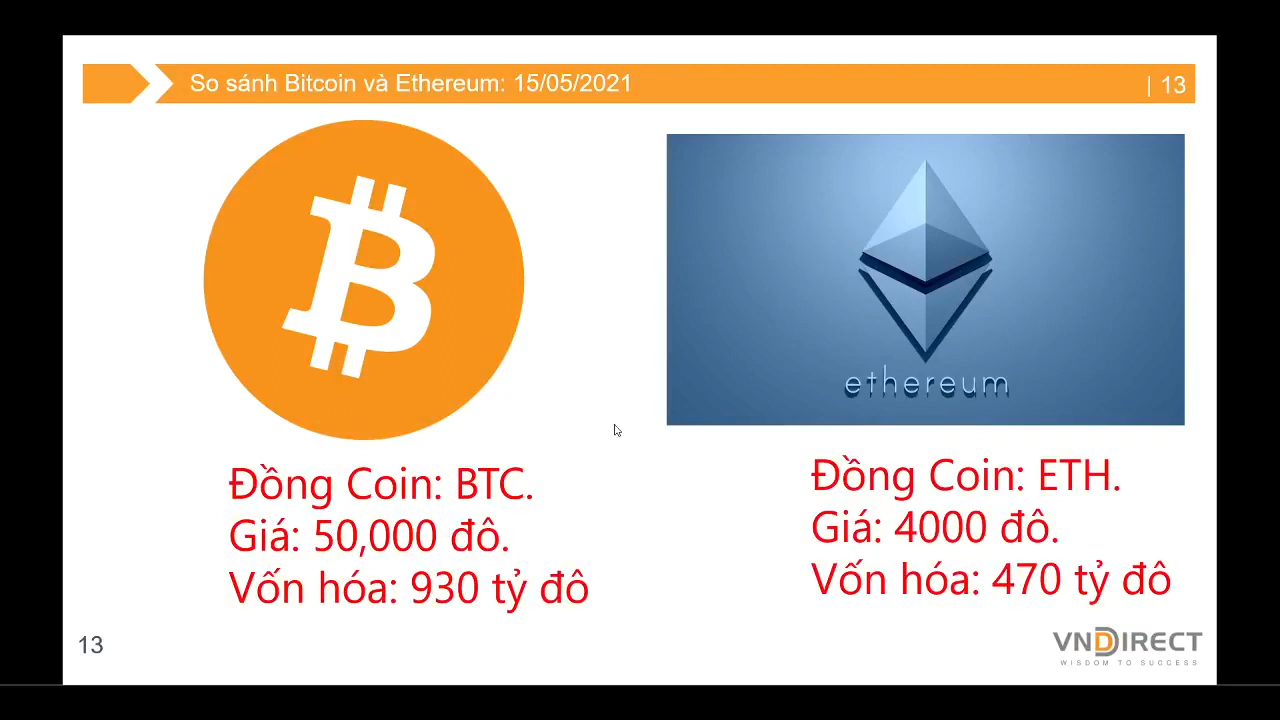 So sánh Bitcoin và Ethereum: 15/05/2021
| 13
ethereum
Đồng Coin: BTC.
Giá: 50,000 đô.
Vốn hóa: 930 tỷ đô
Đồng Coin: ETH.
Giá: 4000 đô.
Vốn hóa: 470 tỷ đô
13
VNDIRECT
WISDOM TO SUCCESS